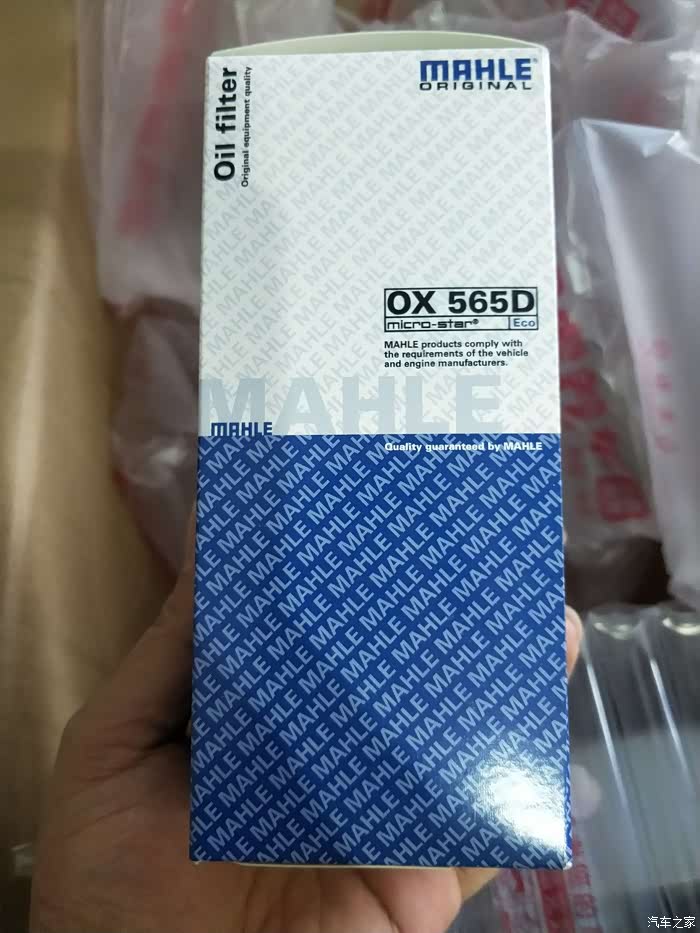 MAHLE®
ORIGINAL
Oil filter
Original equipment quality
OX 565D
micro-star® Eco
MAHLE products comply with
the requirements of the vehicle
and engine manufacturers.
MAHLE
MAHLE
Quality guaranteed by MAHLE
汽车之家